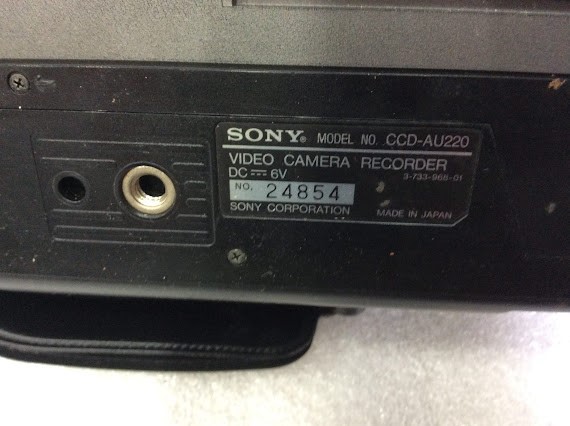 SONY® MODEL NO. CCD-AU220
VIDEO CAMERA RECORDER
DC ⎓ 6V 3-733-966-01
NO. 24854
SONY CORPORATION MADE IN JAPAN